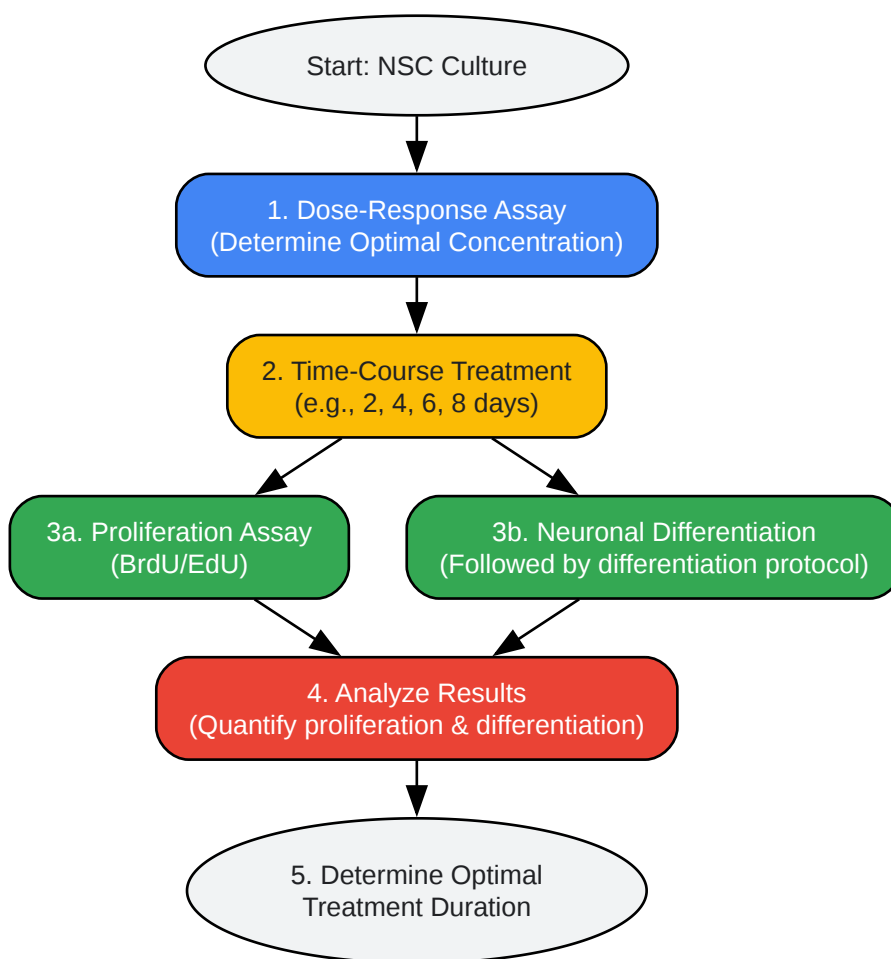 Start: NSC Culture
1. Dose-Response Assay
(Determine Optimal Concentration)
2. Time-Course Treatment
(e.g., 2, 4, 6, 8 days)
3a. Proliferation Assay
(BrdU/EdU)
3b. Neuronal Differentiation
(Followed by differentiation protocol)
4. Analyze Results
(Quantify proliferation & differentiation)
5. Determine Optimal
Treatment Duration